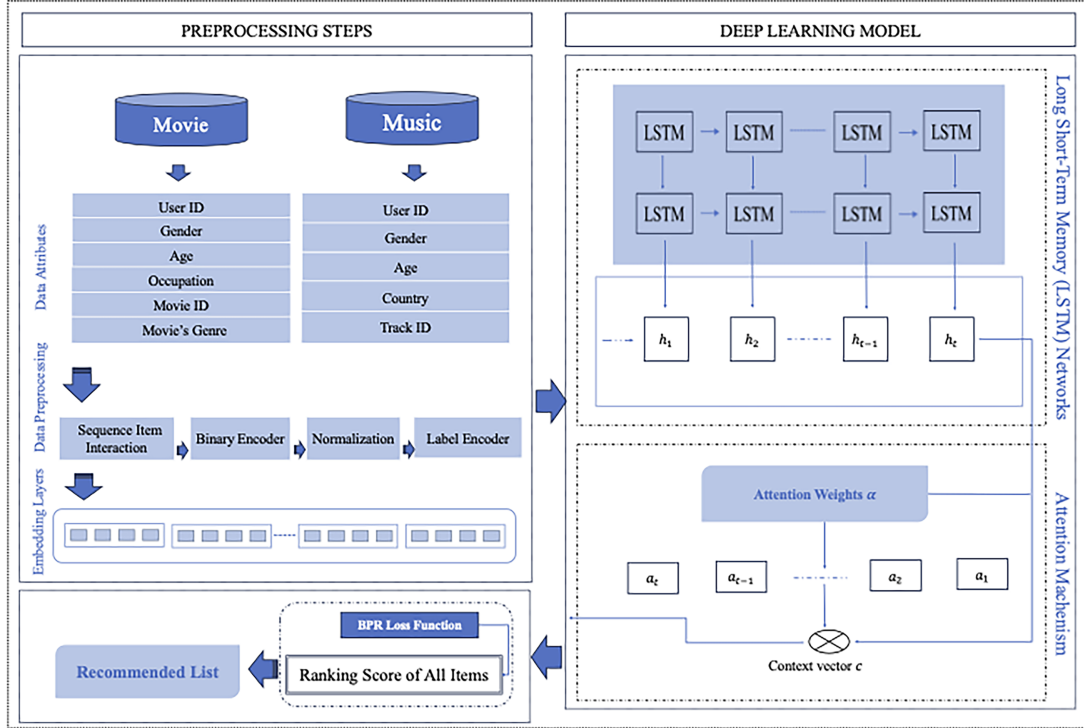 PREPROCESSING STEPS
Movie
Music
Data Attributes
User ID
Gender
Age
Occupation
Movie ID
Movie's Genre
User ID
Gender
Age
Country
Track ID
Data Preprocessing
Sequence Item
Interaction
Binary Encoder
Normalization
Label Encoder
Embedding Layers
DEEP LEARNING MODEL
LSTM
LSTM
LSTM
LSTM
LSTM
LSTM
LSTM
LSTM
h₁
h₂
hₜ₋₁
hₜ
Long Short-Term Memory (LSTM) Networks
Attention Weights α
aₜ
aₜ₋₁
a₂
a₁
Context vector c
Attention Machenism
BPR Loss Function
Ranking Score of All Items
Recommended List